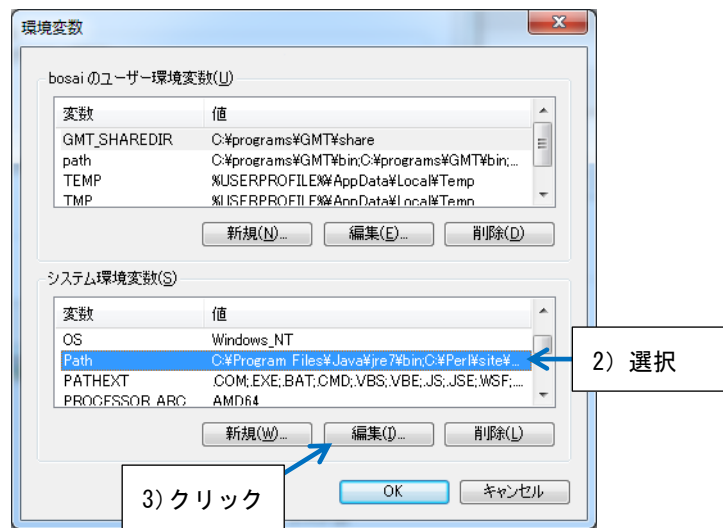 環境変数
bosai のユーザー環境変数(U)
変数 値
GMT_SHAREDIR C:¥programs¥GMT¥share
path C:¥programs¥GMT¥bin;C:¥programs¥GMT¥bin;...
TEMP %USERPROFILE%¥AppData¥Local¥Temp
TMP %USERPROFILE%¥AppData¥Local¥Temp
新規(N)... 編集(E)... 削除(D)
システム環境変数(S)
変数 値
OS Windows_NT
Path C:¥Program Files¥Java¥jre7¥bin;C:¥Perl¥site¥...
PATHEXT .COM;.EXE;.BAT;.CMD;.VBS;.VBE;.JS;.JSE;.WSF;....
PROCESSOR_ARC AMD64
新規(W)... 編集(I)... 削除(L)
OK キャンセル
2) 選択
3)クリック